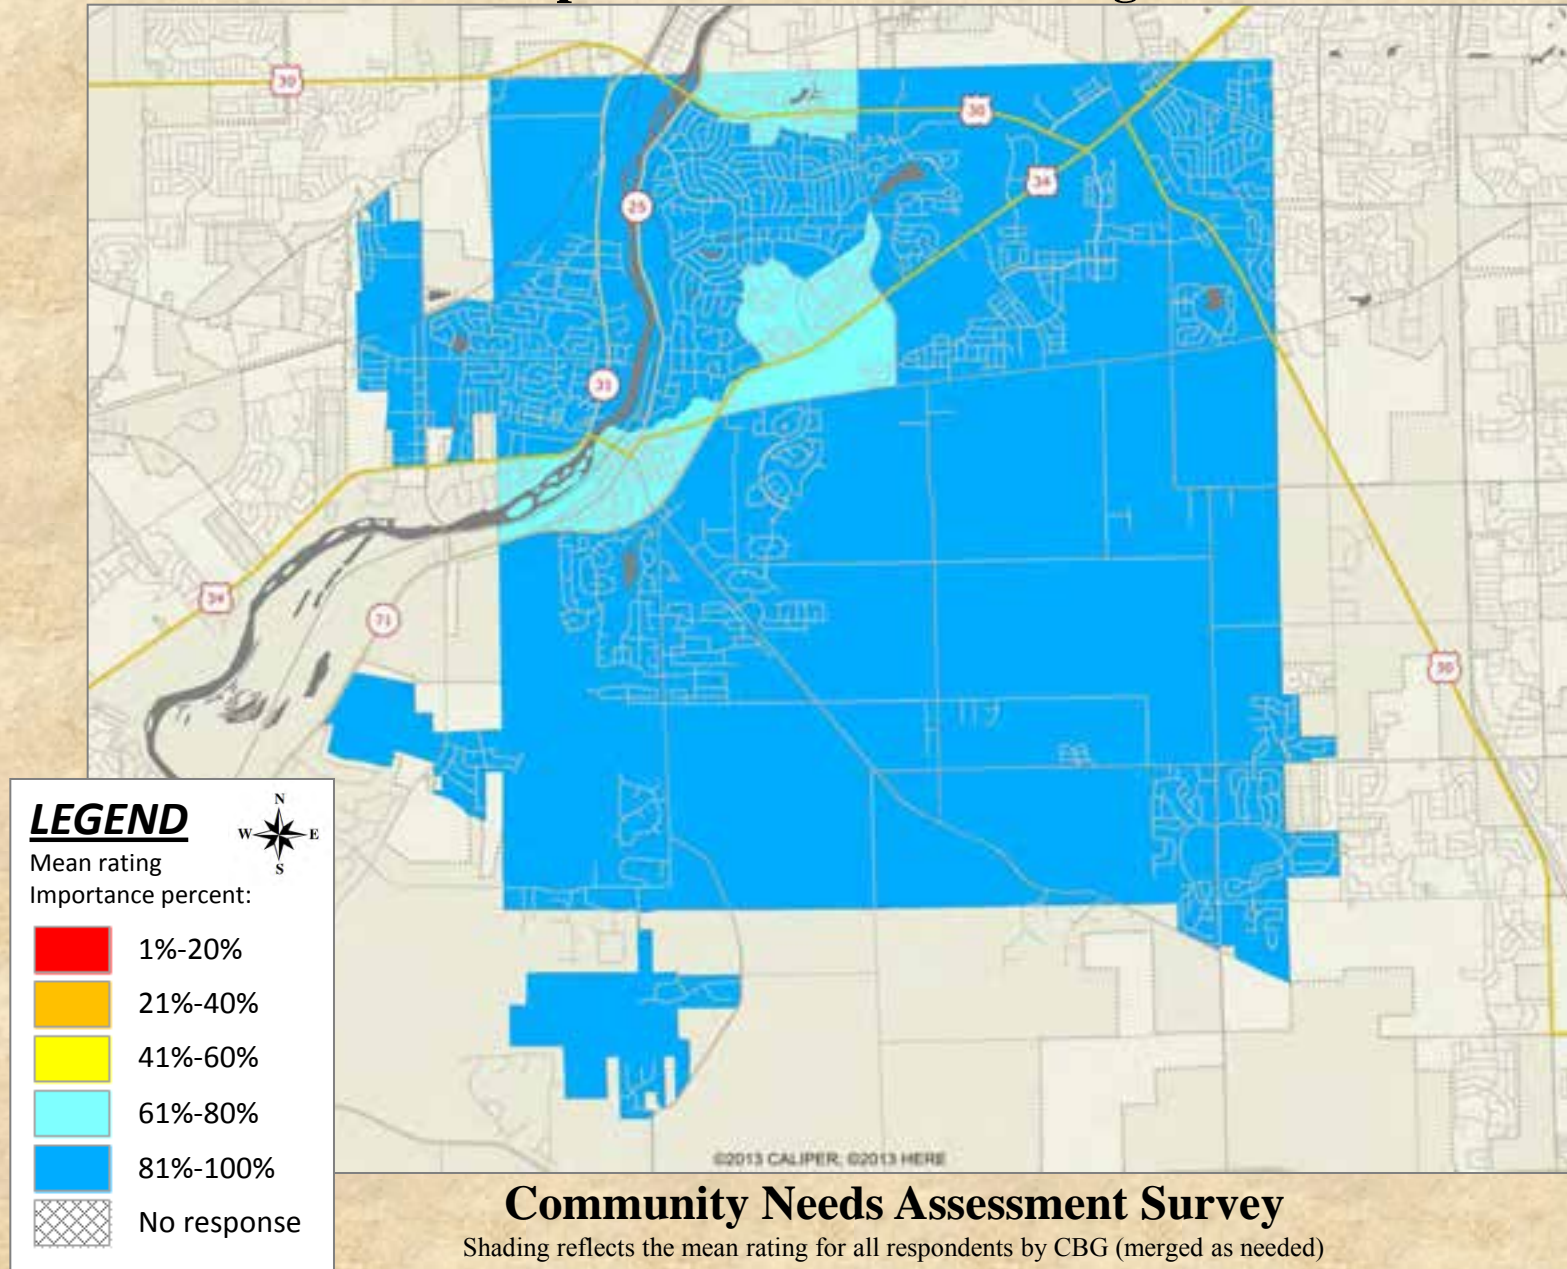 30
30
34
25
31
34
71
30
©2013 CALIPER, ©2013 HERE
LEGEND
N
W E
S
Mean rating
Importance percent:
1%-20%
21%-40%
41%-60%
61%-80%
81%-100%
No response
Community Needs Assessment Survey
Shading reflects the mean rating for all respondents by CBG (merged as needed)